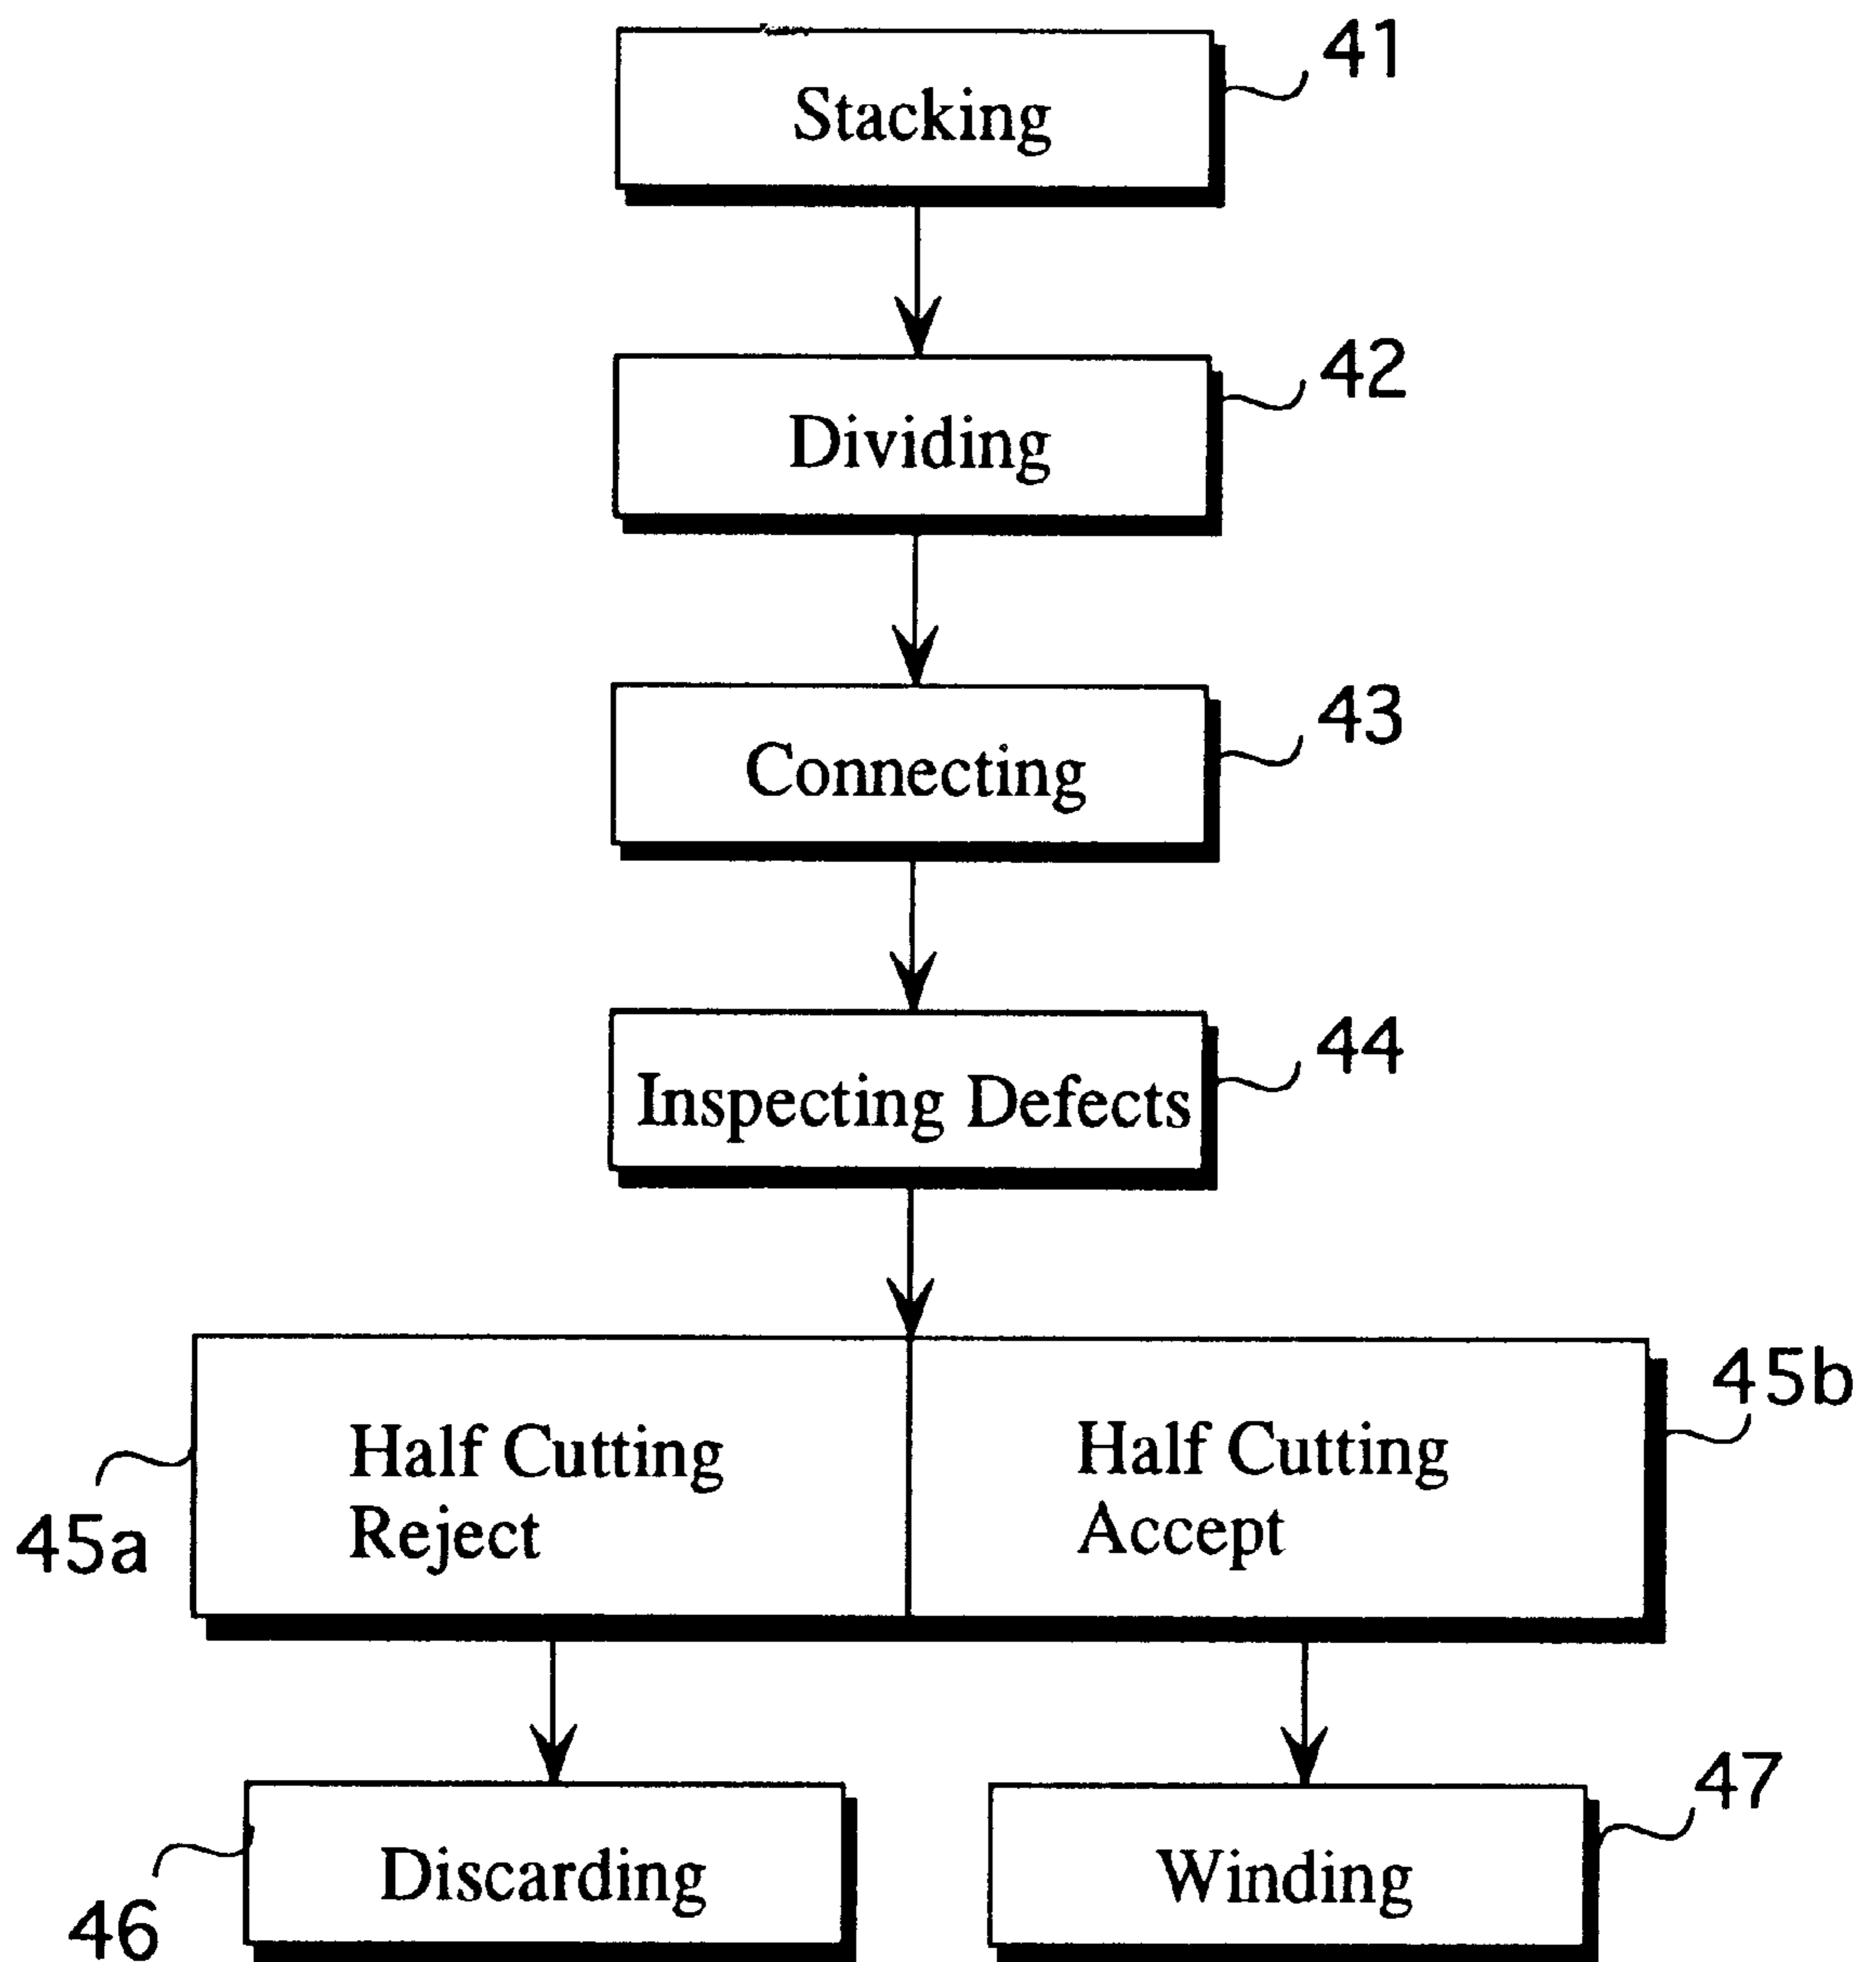 41
Stacking
42
Dividing
43
Connecting
44
Inspecting Defects
45b
Half Cutting
Reject
Half Cutting
Accept
45a
47
Discarding
Winding
46